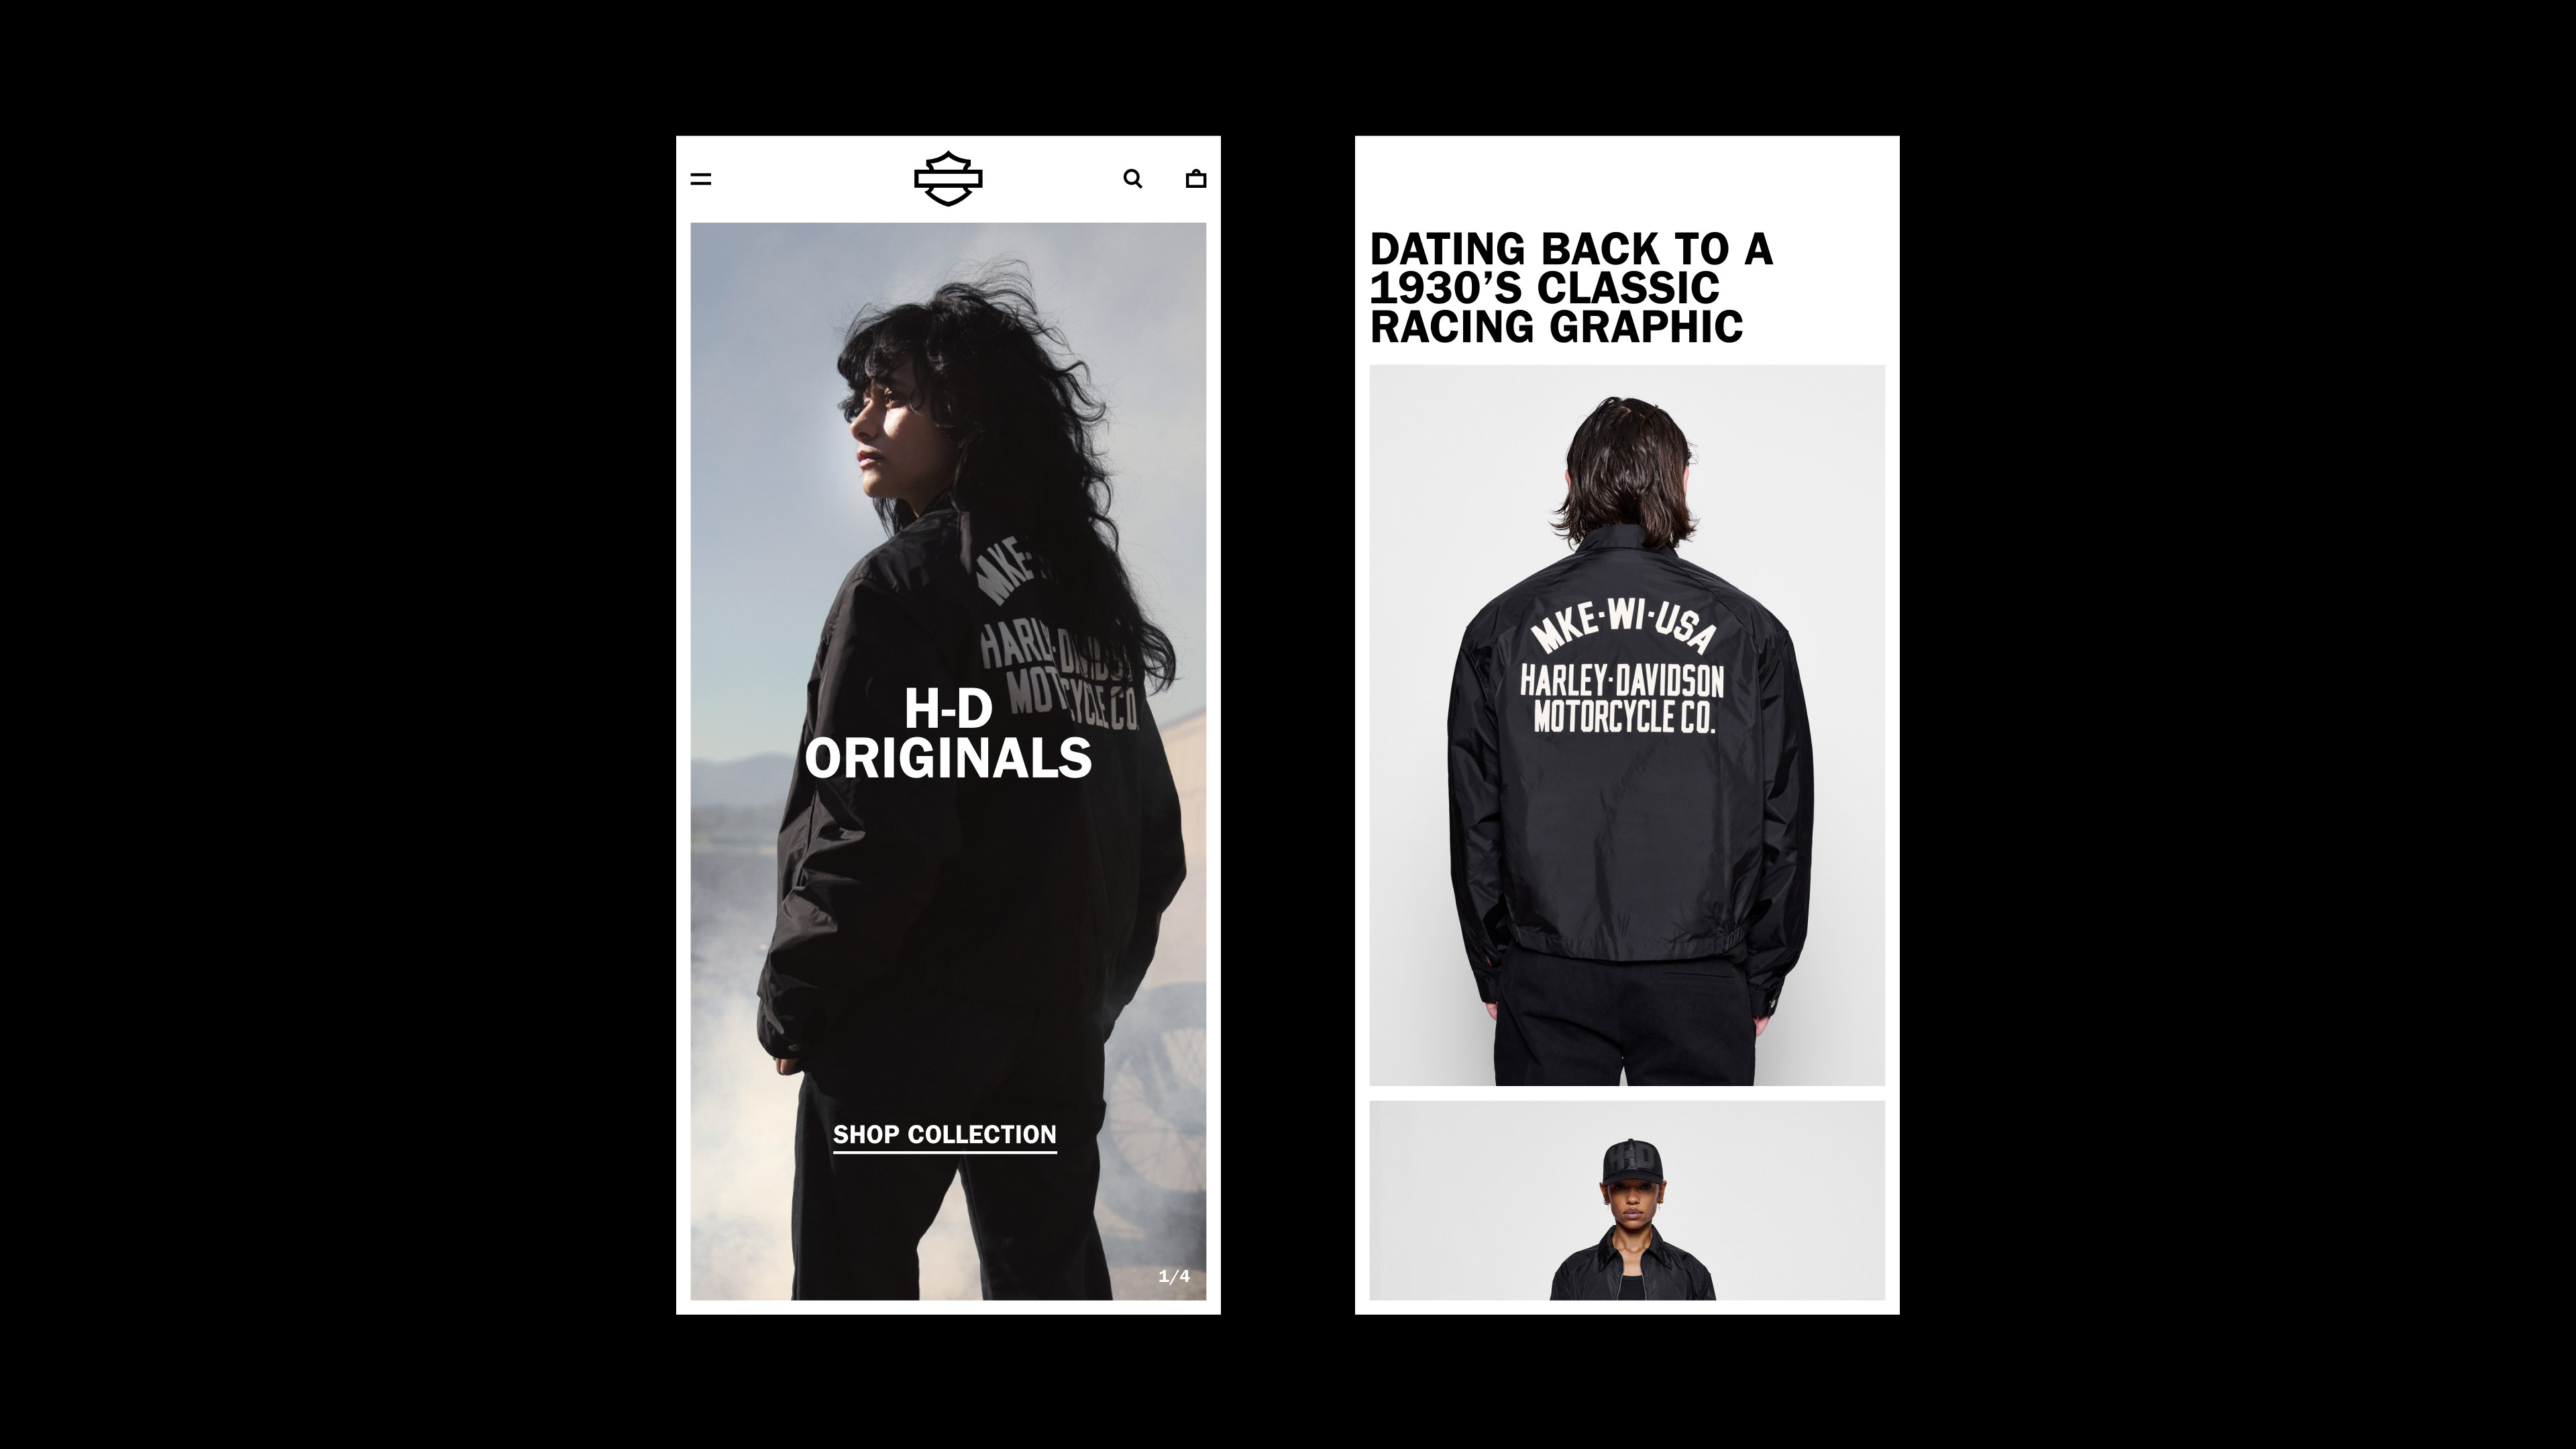 H-D
ORIGINALS
SHOP COLLECTION
1/4
DATING BACK TO A
1930’S CLASSIC
RACING GRAPHIC
MKE·WI·USA
HARLEY·DAVIDSON
MOTORCYCLE CO.
H-D